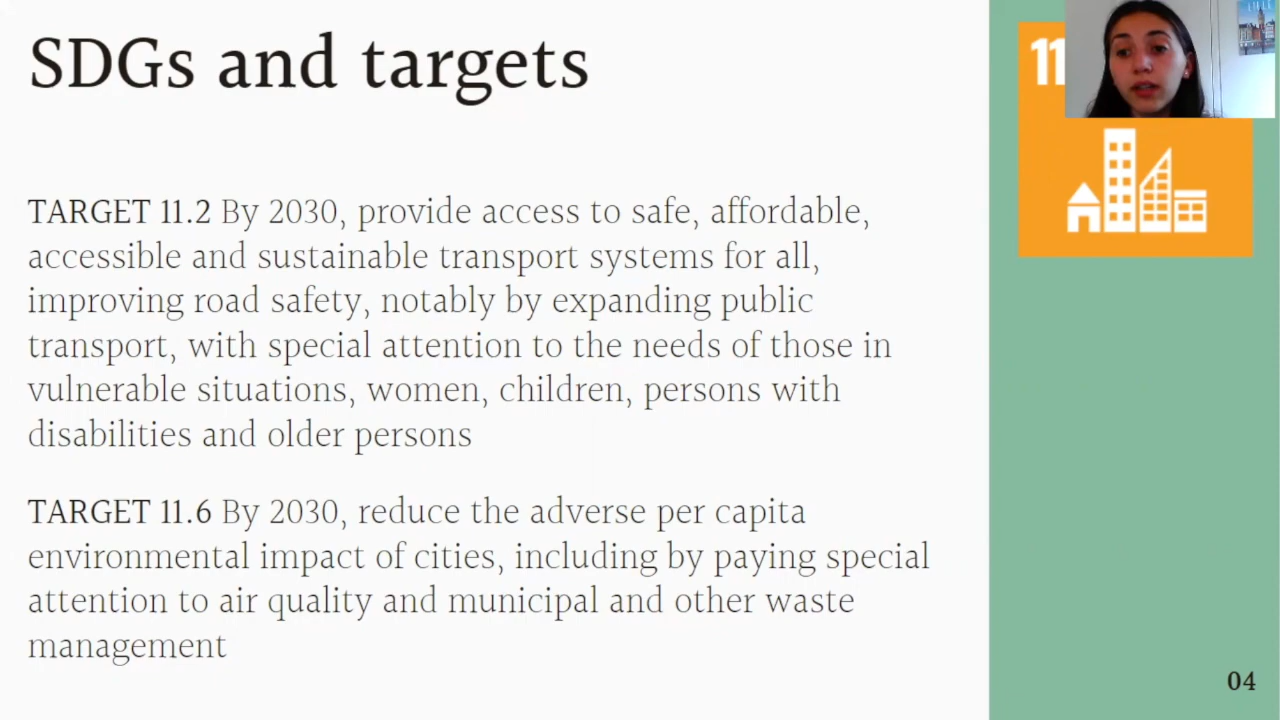 SDGs and targets
11
TARGET 11.2 By 2030, provide access to safe, affordable,
accessible and sustainable transport systems for all,
improving road safety, notably by expanding public
transport, with special attention to the needs of those in
vulnerable situations, women, children, persons with
disabilities and older persons
TARGET 11.6 By 2030, reduce the adverse per capita
environmental impact of cities, including by paying special
attention to air quality and municipal and other waste
management
04